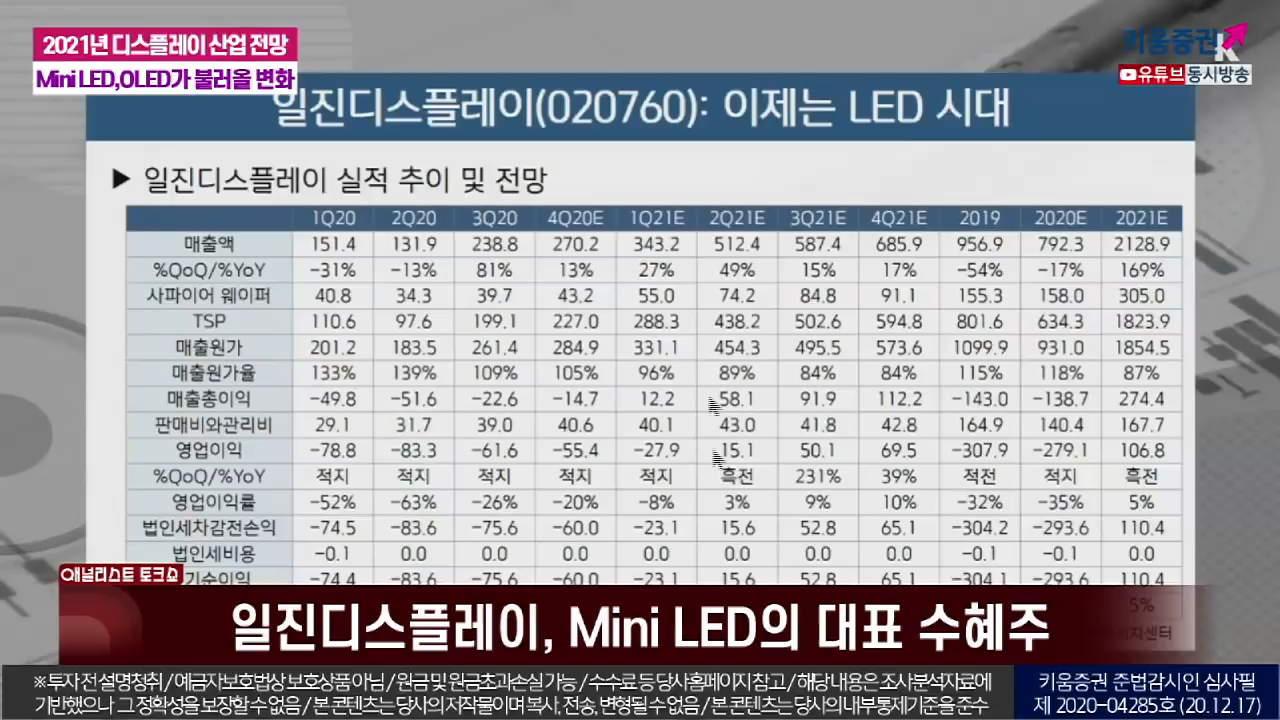 2021년 디스플레이 산업 전망
Mini LED,OLED가 불러올 변화
키움증권
유튜브 동시방송
일진디스플레이(020760): 이제는 LED 시대
▶ 일진디스플레이 실적 추이 및 전망
1Q20 2Q20 3Q20 4Q20E 1Q21E 2Q21E 3Q21E 4Q21E 2019 2020E 2021E
매출액 151.4 131.9 238.8 270.2 343.2 512.4 587.4 685.9 956.9 792.3 2128.9
%QoQ/%YoY -31% -13% 81% 13% 27% 49% 15% 17% -54% -17% 169%
사파이어 웨이퍼 40.8 34.3 39.7 43.2 55.0 74.2 84.8 91.1 155.3 158.0 305.0
TSP 110.6 97.6 199.1 227.0 288.3 438.2 502.6 594.8 801.6 634.3 1823.9
매출원가 201.2 183.5 261.4 284.9 331.1 454.3 495.5 573.6 1099.9 931.0 1854.5
매출원가율 133% 139% 109% 105% 96% 89% 84% 84% 115% 118% 87%
매출총이익 -49.8 -51.6 -22.6 -14.7 12.2 58.1 91.9 112.2 -143.0 -138.7 274.4
판매비와관리비 29.1 31.7 39.0 40.6 40.1 43.0 41.8 42.8 164.9 140.4 167.7
영업이익 -78.8 -83.3 -61.6 -55.4 -27.9 15.1 50.1 69.5 -307.9 -279.1 106.8
%QoQ/%YoY 적지 적지 적지 적지 적지 흑전 231% 39% 적전 적지 흑전
영업이익률 -52% -63% -26% -20% -8% 3% 9% 10% -32% -35% 5%
법인세차감전손익 -74.5 -83.6 -75.6 -60.0 -23.1 15.6 52.8 65.1 -304.2 -293.6 110.4
법인세비용 -0.1 0.0 0.0 0.0 0.0 0.0 0.0 0.0 -0.1 -0.1 0.0
기순이익 -74.4 -83.6 -75.6 -60.0 -23.1 15.6 52.8 65.1 -304.1 -293.6 110.4
5%
애널리스트 토크쇼
일진디스플레이, Mini LED의 대표 수혜주
※ 투자 전 설명청취 / 예금자보호법상 보호상품 아님 / 원금 및 원금초과손실 가능 / 수수료 등 당사홈페이지 참고 / 해당 내용은 조사분석자료에
기반했으나 그 정확성을 보장할 수 없음 / 본 콘텐츠는 당사의 저작물이며 복사, 전송, 변형될 수 없음 / 본 콘텐츠는 당사의 내부통제기준을 준수
키움증권 준법감시인 심사필
제 2020-04285호 (20.12.17)